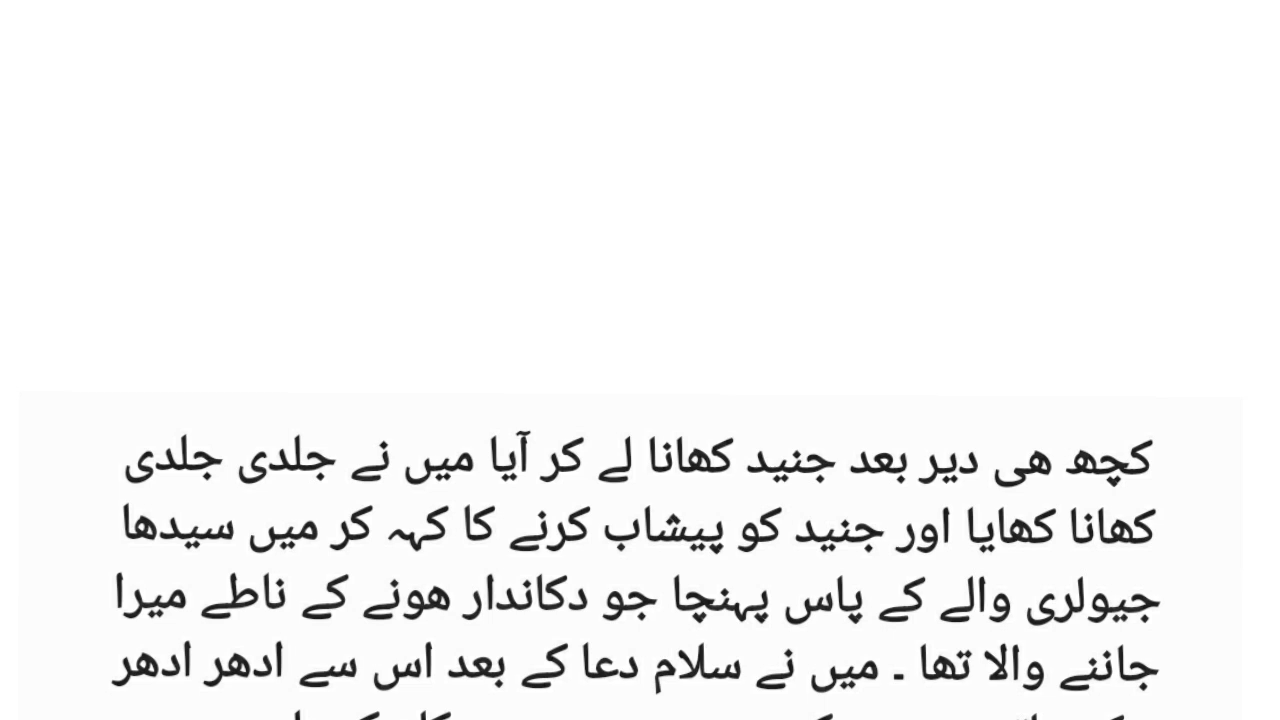 کچھ ھی دیر بعد جنید کھانا لے کر آیا میں نے جلدی جلدی
کھانا کھایا اور جنید کو پیشاب کرنے کا کہہ کر میں سیدھا
جیولری والے کے پاس پہنچا جو دکاندار ھونے کے ناطے میرا
جاننے والا تھا ۔ میں نے سلام دعا کے بعد اس سے ادھر ادھر